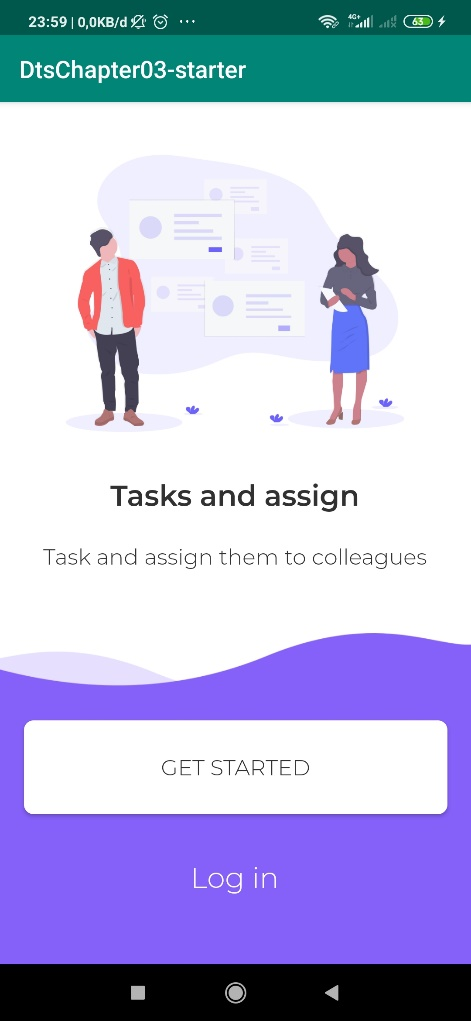 23:59 | 0,0KB/d
4G+
63
DtsChapter03-starter
Tasks and assign
Task and assign them to colleagues
GET STARTED
Log in